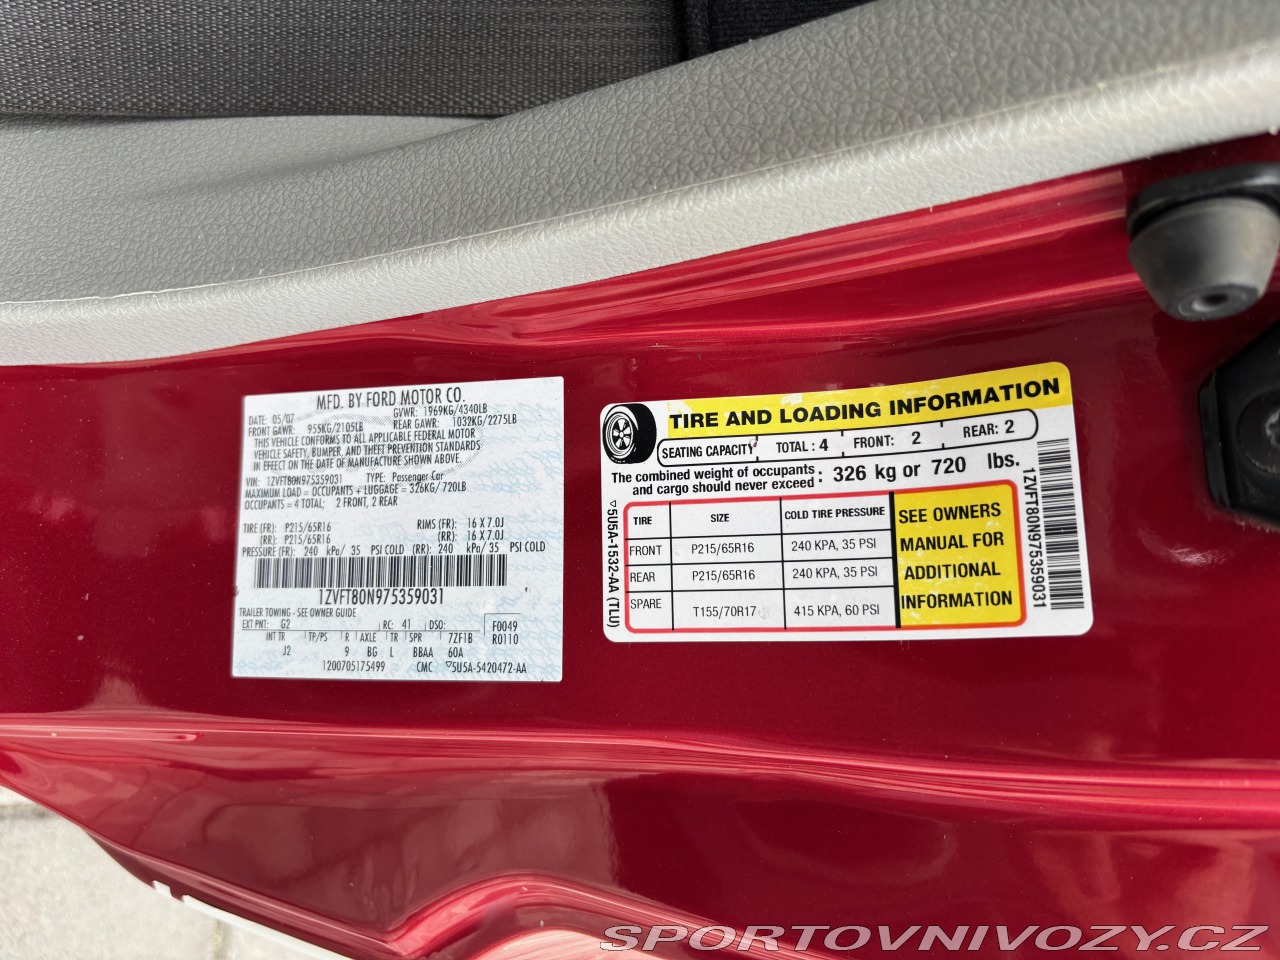 MFD. BY FORD MOTOR CO.
DATE: 05/07 GVWR: 1969KG/4340LB
FRONT GAWR: 955KG/2105LB REAR GAWR: 1032KG/2275LB
THIS VEHICLE CONFORMS TO ALL APPLICABLE FEDERAL MOTOR
VEHICLE SAFETY, BUMPER, AND THEFT PREVENTION STANDARDS
IN EFFECT ON THE DATE OF MANUFACTURE SHOWN ABOVE.
VIN: 1ZVFT80N975359031 TYPE: Passenger Car
MAXIMUM LOAD = OCCUPANTS + LUGGAGE = 326KG/720LB
OCCUPANTS = 4 TOTAL; 2 FRONT, 2 REAR
TIRE (FR): P215/65R16 RIMS (FR): 16 X 7.0J
(RR): P215/65R16 (RR): 16 X 7.0J
PRESSURE (FR): 240 kPa/ 35 PSI COLD (RR): 240 kPa/ 35 PSI COLD
1ZVFT80N975359031
TRAILER TOWING - SEE OWNER GUIDE
EXT PNT: G2 RC: 41 DSO: F0049
INT TR TP/PS R AXLE TR SPR 7ZF1B R0110
J2 9 BG L BBAA 60A
1200705175499 CMC ▽5U5A-5420472-AA
TIRE AND LOADING INFORMATION
SEATING CAPACITY TOTAL : 4 FRONT: 2 REAR: 2
The combined weight of occupants and cargo should never exceed : 326 kg or 720 lbs.
TIRE SIZE COLD TIRE PRESSURE
FRONT P215/65R16 240 KPA, 35 PSI
REAR P215/65R16 240 KPA, 35 PSI
SPARE T155/70R17 415 KPA, 60 PSI
SEE OWNERS
MANUAL FOR
ADDITIONAL
INFORMATION
▽5U5A-1532-AA (TLU)
1ZVFT80N975359031
SPORTOVNIVOZY.CZ